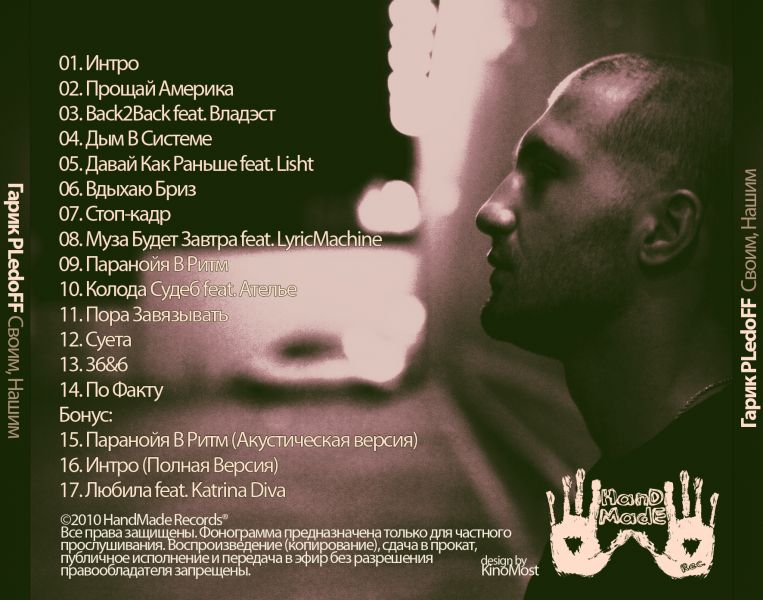 01. Интро
02. Прощай Америка
03. Back2Back feat. Владэст
04. Дым В Системе
05. Давай Как Раньше feat. Lisht
06. Вдыхаю Бриз
07. Стоп-кадр
08. Муза Будет Завтра feat. LyricMachine
09. Паранойя В Ритм
10. Колода Судеб feat. Ателье
11. Пора Завязывать
12. Суета
13. 36&6
14. По Факту
Бонус:
15. Паранойя В Ритм (Акустическая версия)
16. Интро (Полная Версия)
17. Любила feat. Katrina Diva
©2010 HandMade Records®
Все права защищены. Фонограмма предназначена только для частного
прослушивания. Воспроизведение (копирование), сдача в прокат,
публичное исполнение и передача в эфир без разрешения
правообладателя запрещены.
design by
KinoMost
HanD
MadE
Rec.
Гарик PLedoFF Своим, Нашим
Гарик PLedoFF Своим, Нашим